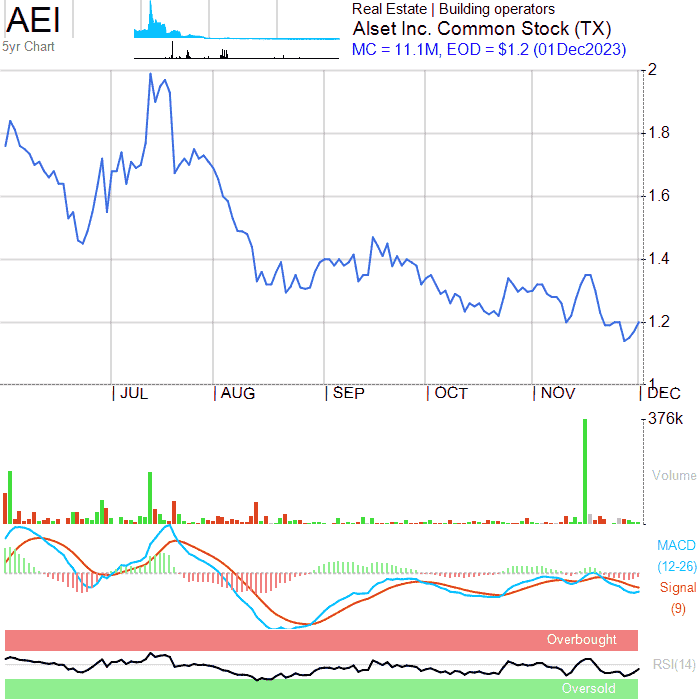 AEI
5yr Chart
Real Estate | Building operators
Alset Inc. Common Stock (TX)
MC = 11.1M, EOD = $1.2 (01Dec2023)
2
1.8
1.6
1.4
1.2
1
JUL
AUG
SEP
OCT
NOV
DEC
376k
Volume
MACD
(12-26)
Signal
(9)
Overbought
RSI(14)
Oversold